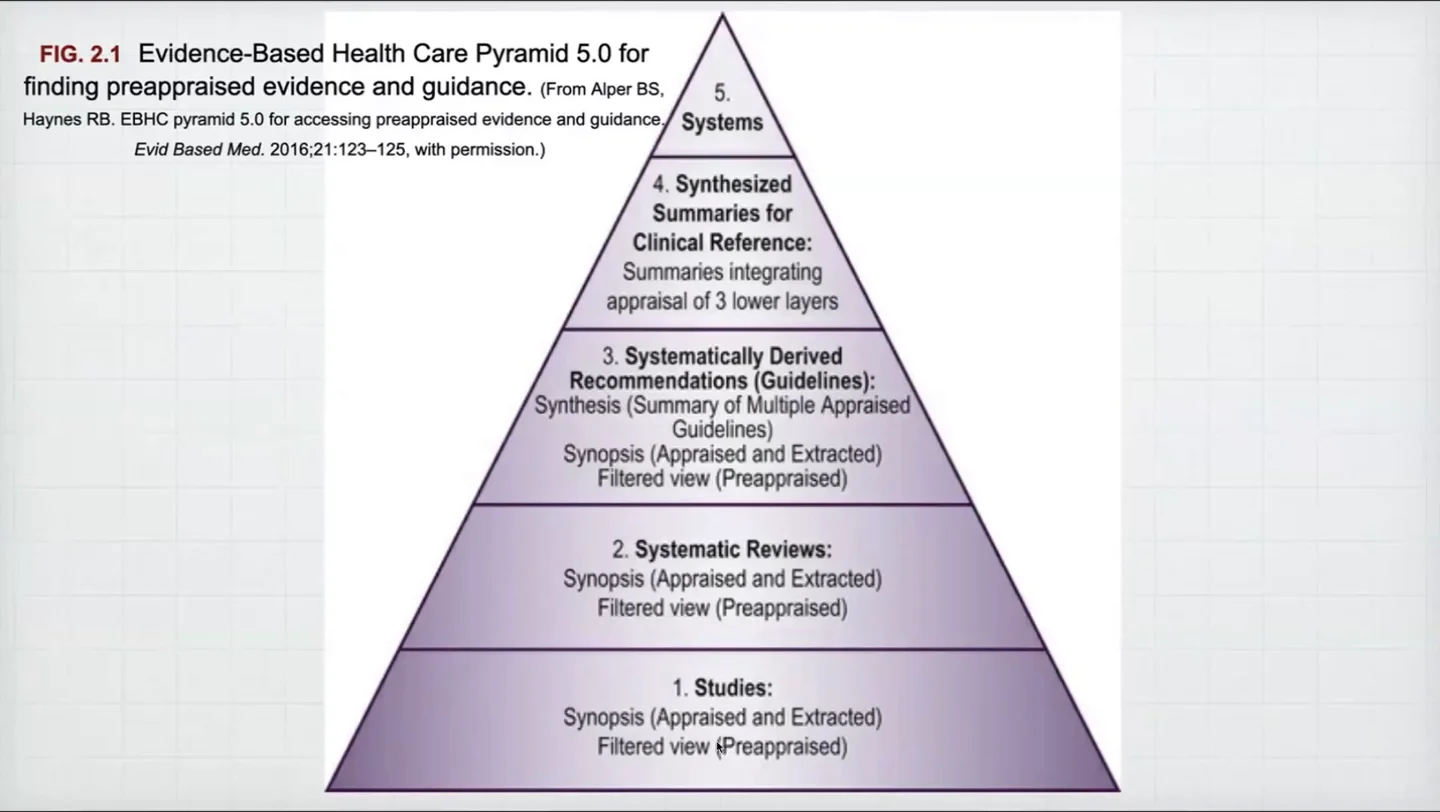 FIG. 2.1 Evidence-Based Health Care Pyramid 5.0 for
finding preappraised evidence and guidance. (From Alper BS,
Haynes RB. EBHC pyramid 5.0 for accessing preappraised evidence and guidance.
Evid Based Med. 2016;21:123–125, with permission.)
5.
Systems
4. Synthesized
Summaries for
Clinical Reference:
Summaries integrating
appraisal of 3 lower layers
3. Systematically Derived
Recommendations (Guidelines):
Synthesis (Summary of Multiple Appraised
Guidelines)
Synopsis (Appraised and Extracted)
Filtered view (Preappraised)
2. Systematic Reviews:
Synopsis (Appraised and Extracted)
Filtered view (Preappraised)
1. Studies:
Synopsis (Appraised and Extracted)
Filtered view (Preappraised)